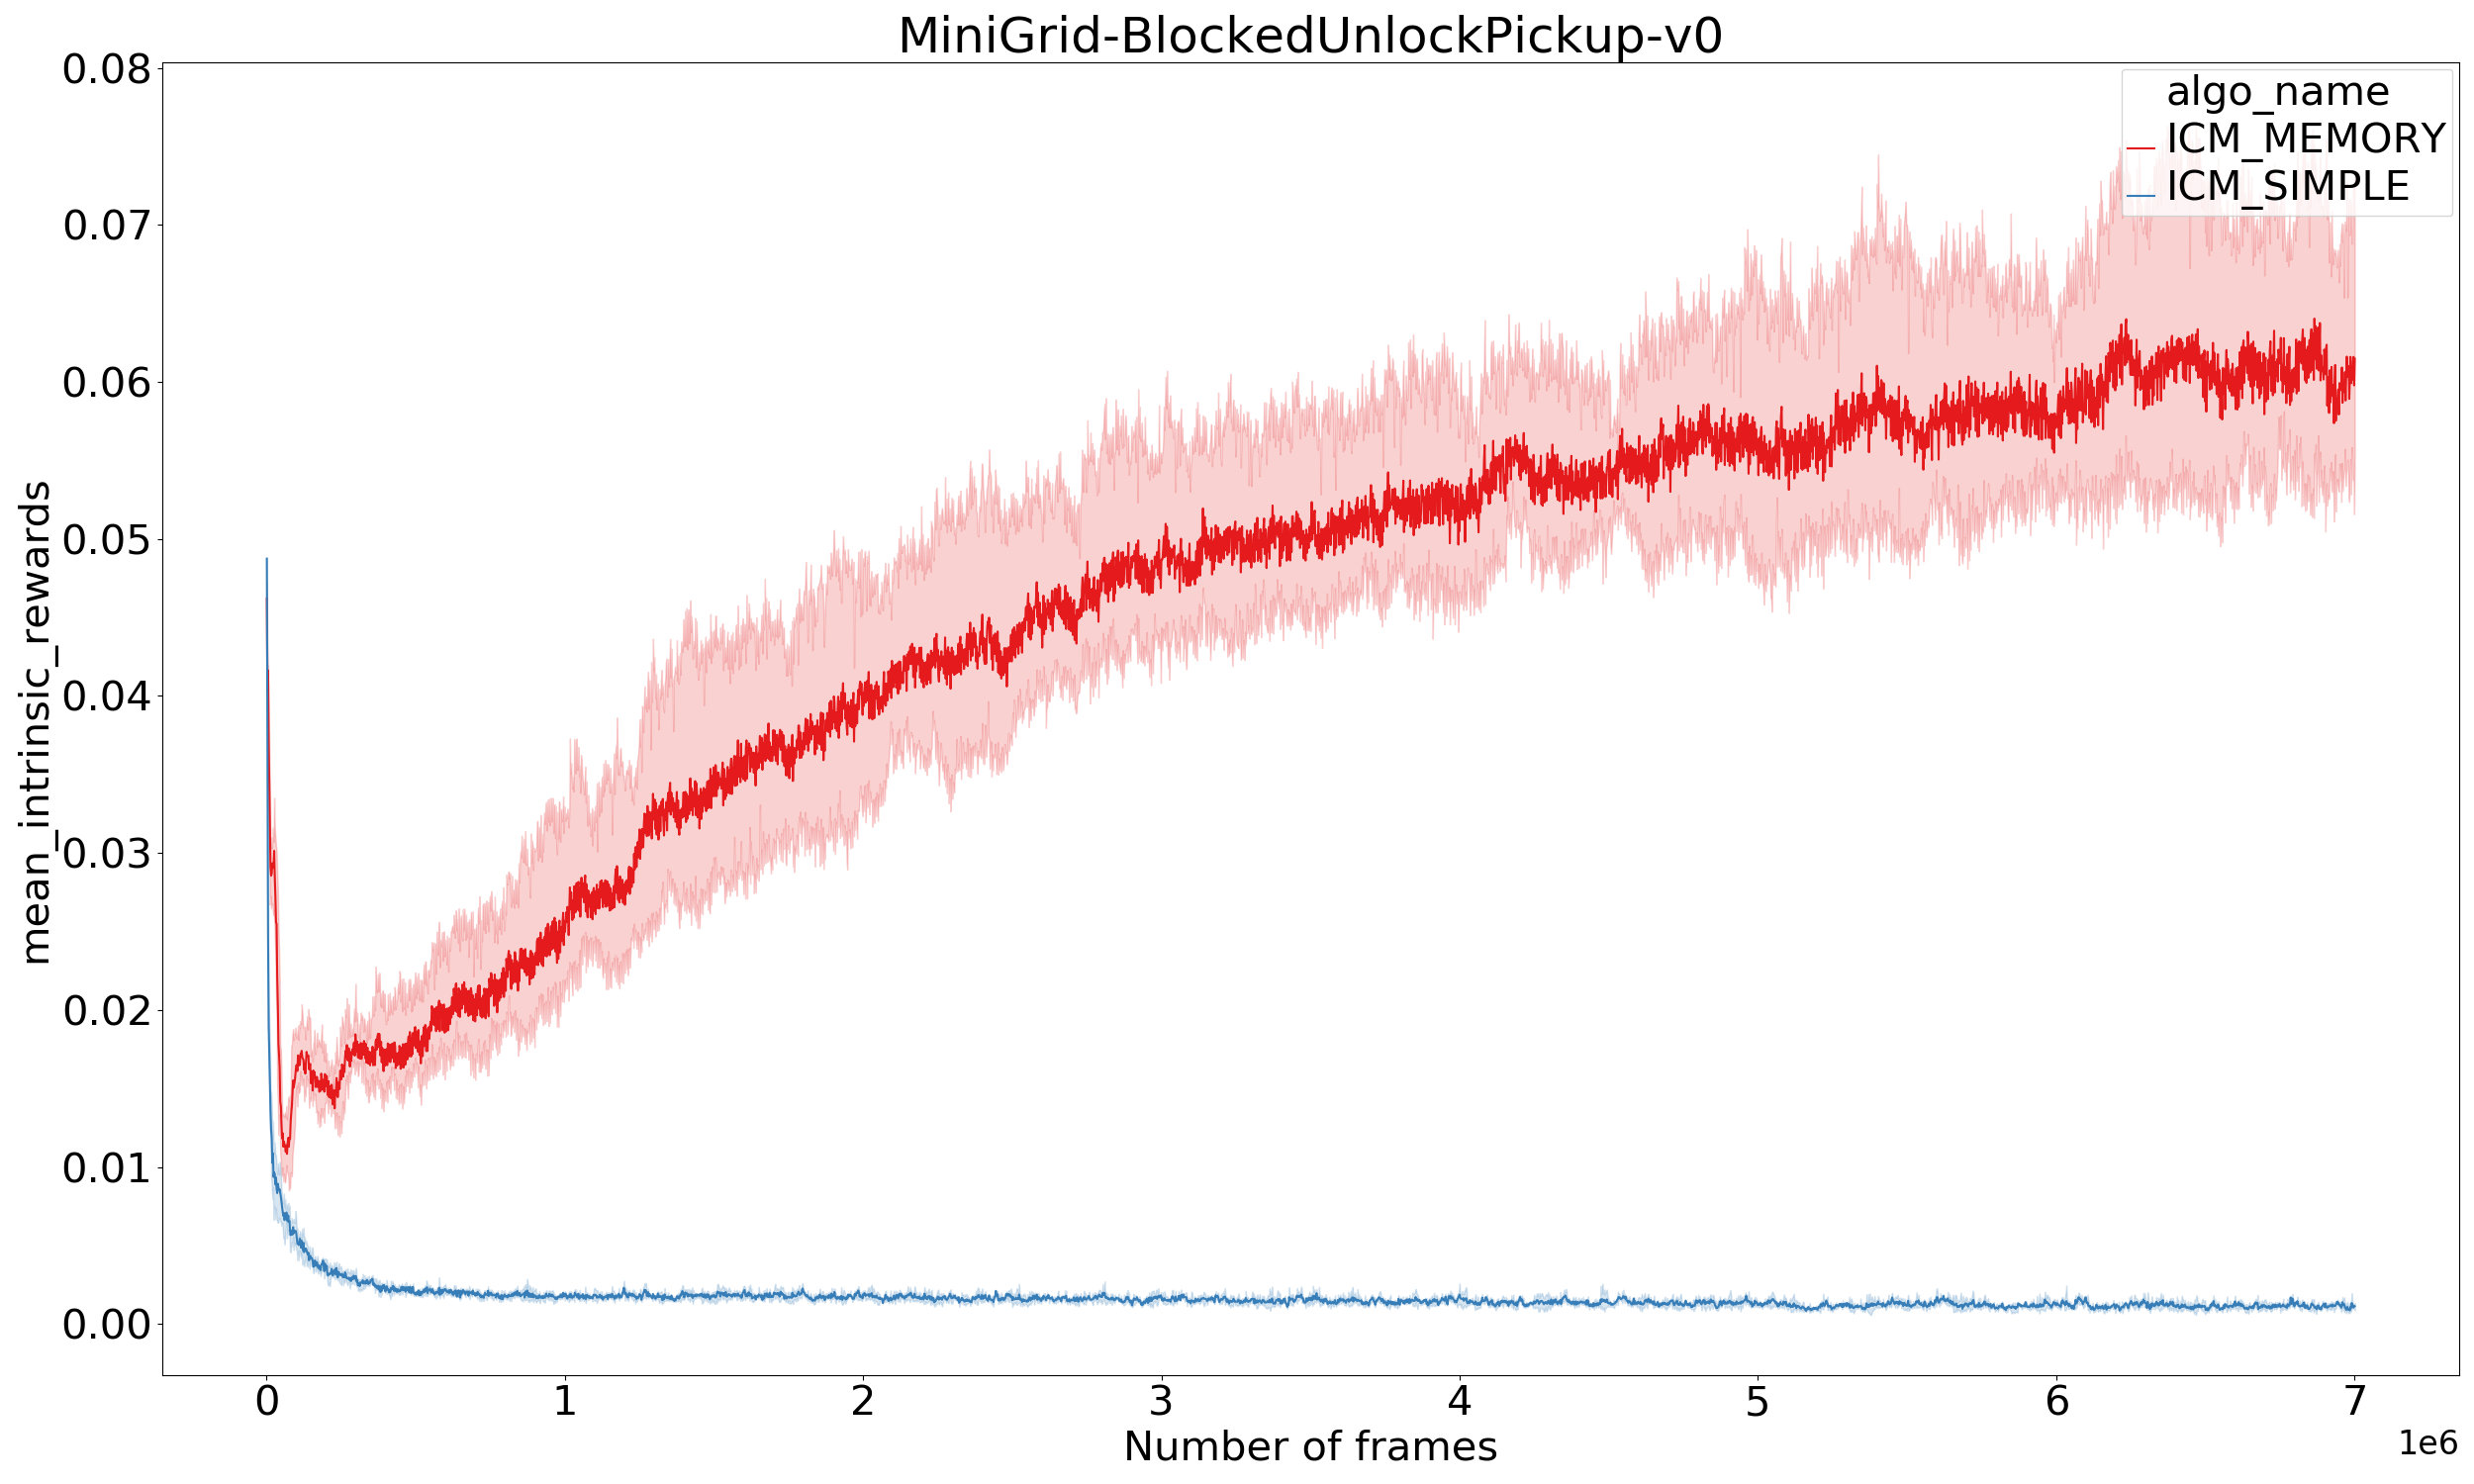 MiniGrid-BlockedUnlockPickup-v0
algo_name
ICM_MEMORY
ICM_SIMPLE
mean_intrinsic_rewards
0.08
0.07
0.06
0.05
0.04
0.03
0.02
0.01
0.00
0 1 2 3 4 5 6 7
1e6
Number of frames